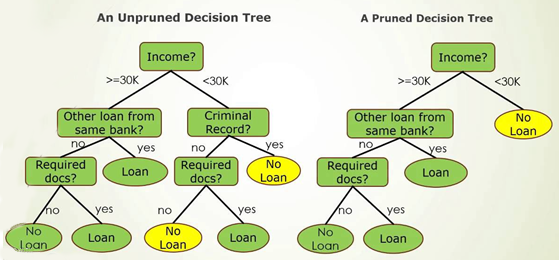 An Unpruned Decision Tree
A Pruned Decision Tree
Income?
>=30K
<30K
Other loan from
same bank?
Criminal
Record?
no
yes
no
yes
Required
docs?
Loan
Required
docs?
No
Loan
no
yes
no
yes
No
Loan
Loan
No
Loan
Loan
Income?
>=30K
<30K
Other loan from
same bank?
No
Loan
no
yes
Required
docs?
Loan
no
yes
No
Loan
Loan